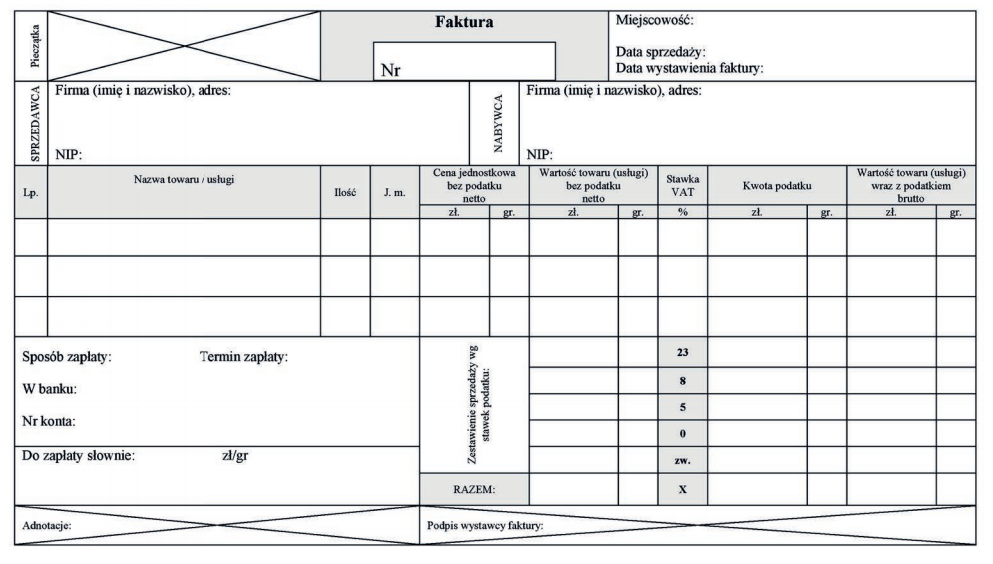 Pieczątka
Faktura
Nr
Miejscowość:
Data sprzedaży:
Data wystawienia faktury:
SPRZEDAWCA
Firma (imię i nazwisko), adres:
NIP:
NABYWCA
Firma (imię i nazwisko), adres:
NIP:
Lp.
Nazwa towaru / usługi
Ilość
J. m.
Cena jednostkowa
bez podatku
netto
zł. gr.
Wartość towaru (usługi)
bez podatku
netto
zł. gr.
Stawka
VAT
%
Kwota podatku
zł. gr.
Wartość towaru (usługi)
wraz z podatkiem
brutto
zł. gr.
Sposób zapłaty: Termin zapłaty:
W banku:
Nr konta:
Do zapłaty słownie: zł/gr
Zestawienie sprzedaży wg
stawek podatku:
23
8
5
0
zw.
RAZEM: X
Adnotacje:
Podpis wystawcy faktury: